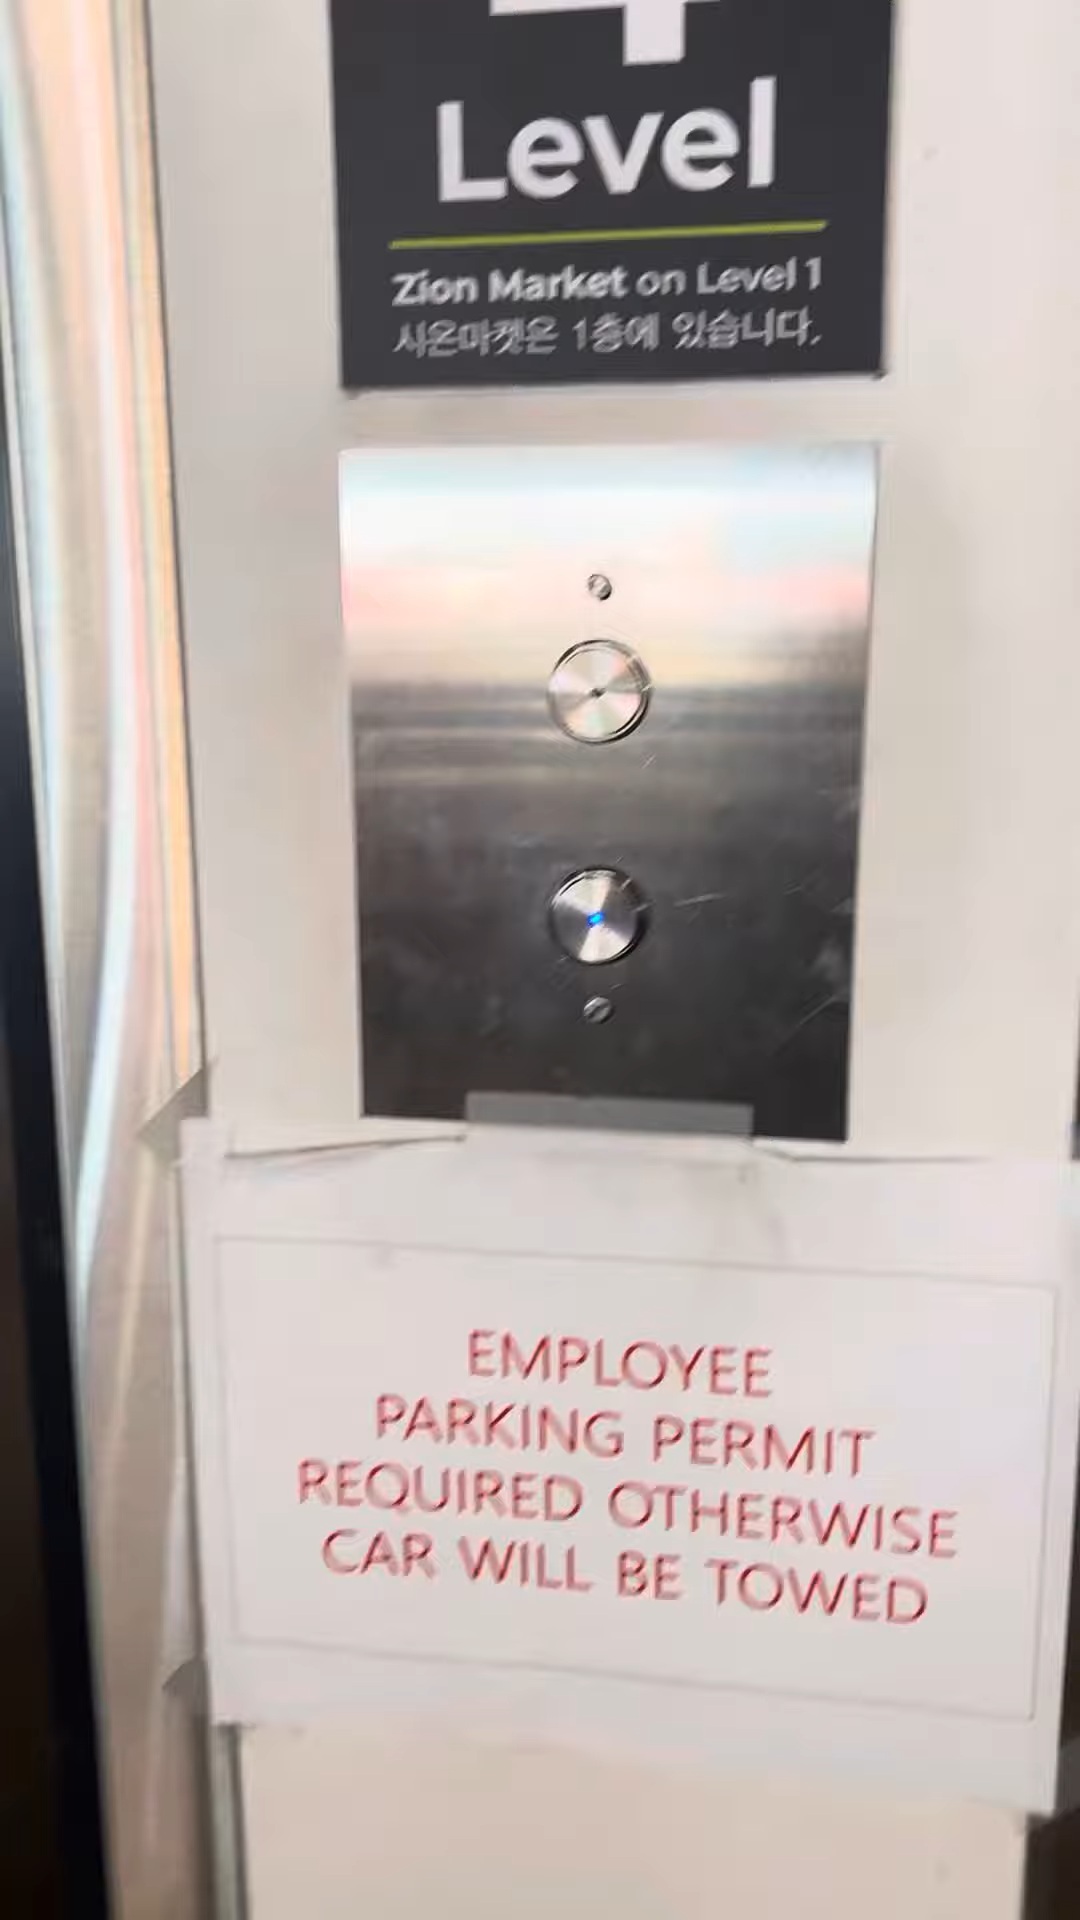 4
Level
Zion Market on Level 1
시온마켓은 1층에 있습니다.
EMPLOYEE
PARKING PERMIT
REQUIRED OTHERWISE
CAR WILL BE TOWED